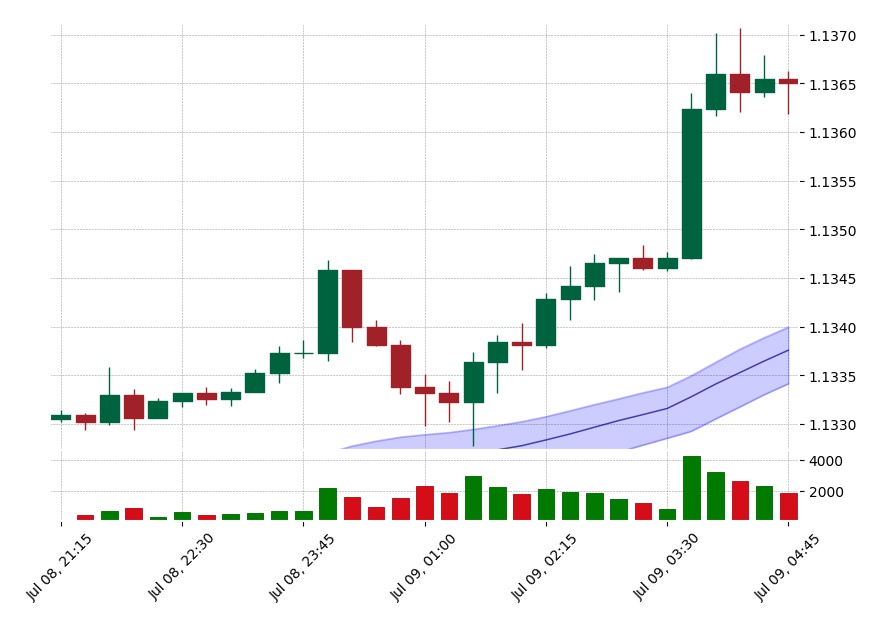 1.1370
1.1365
1.1360
1.1355
1.1350
1.1345
1.1340
1.1335
1.1330
4000
2000
Jul 08, 21:15
Jul 08, 22:30
Jul 08, 23:45
Jul 09, 01:00
Jul 09, 02:15
Jul 09, 03:30
Jul 09, 04:45